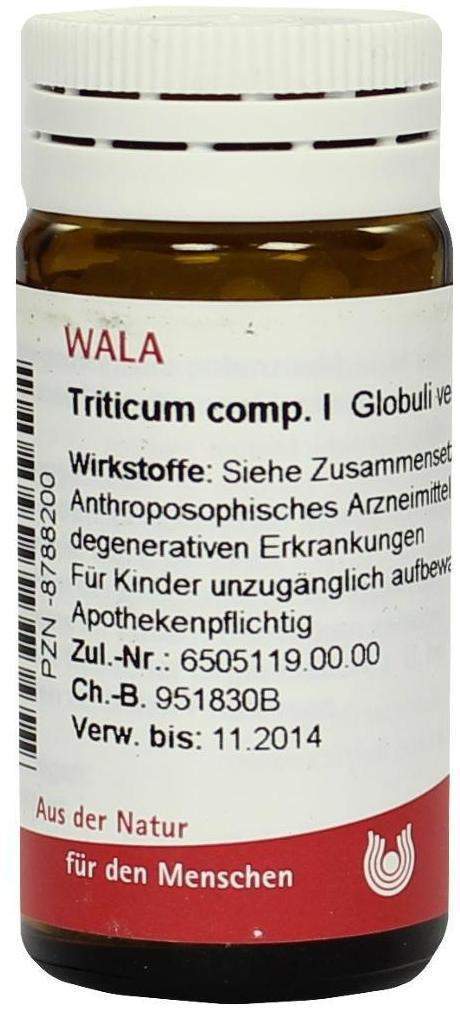 WALA
Triticum comp. I Globuli ve
Wirkstoffe: Siehe Zusammenset
Anthroposophisches Arzneimittel
degenerativen Erkrankungen
Für Kinder unzugänglich aufbewa
Apothekenpflichtig
Zul.-Nr.: 6505119.00.00
Ch.-B. 951830B
Verw. bis: 11.2014
PZN -8788200
Aus der Natur
für den Menschen